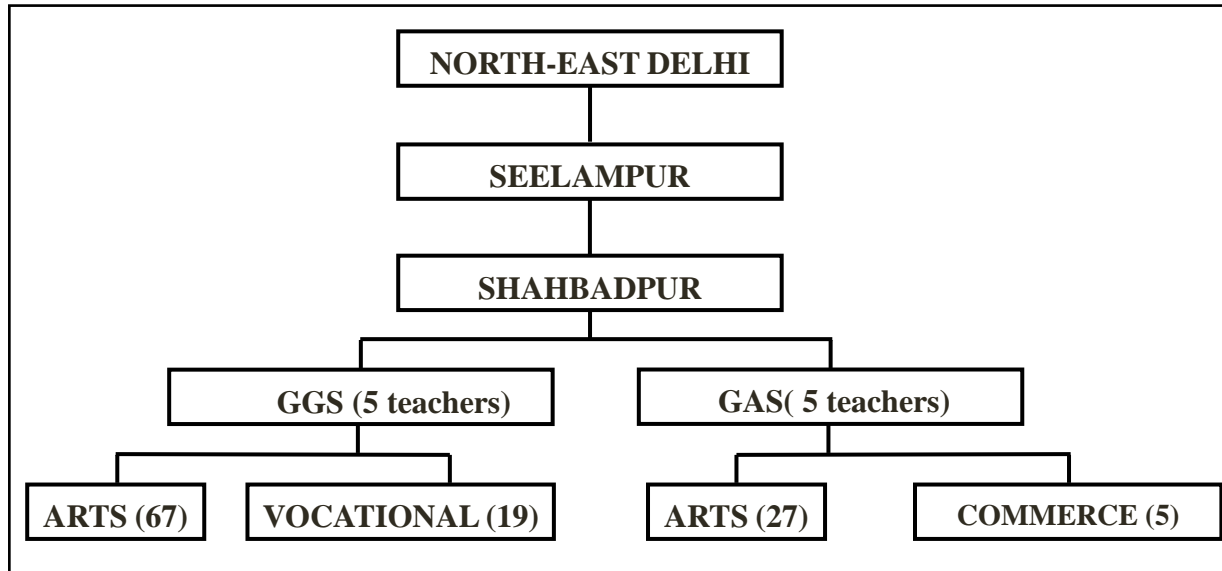 NORTH-EAST DELHI
SEELAMPUR
SHAHBADPUR
GGS (5 teachers)
GAS( 5 teachers)
ARTS (67)
VOCATIONAL (19)
ARTS (27)
COMMERCE (5)